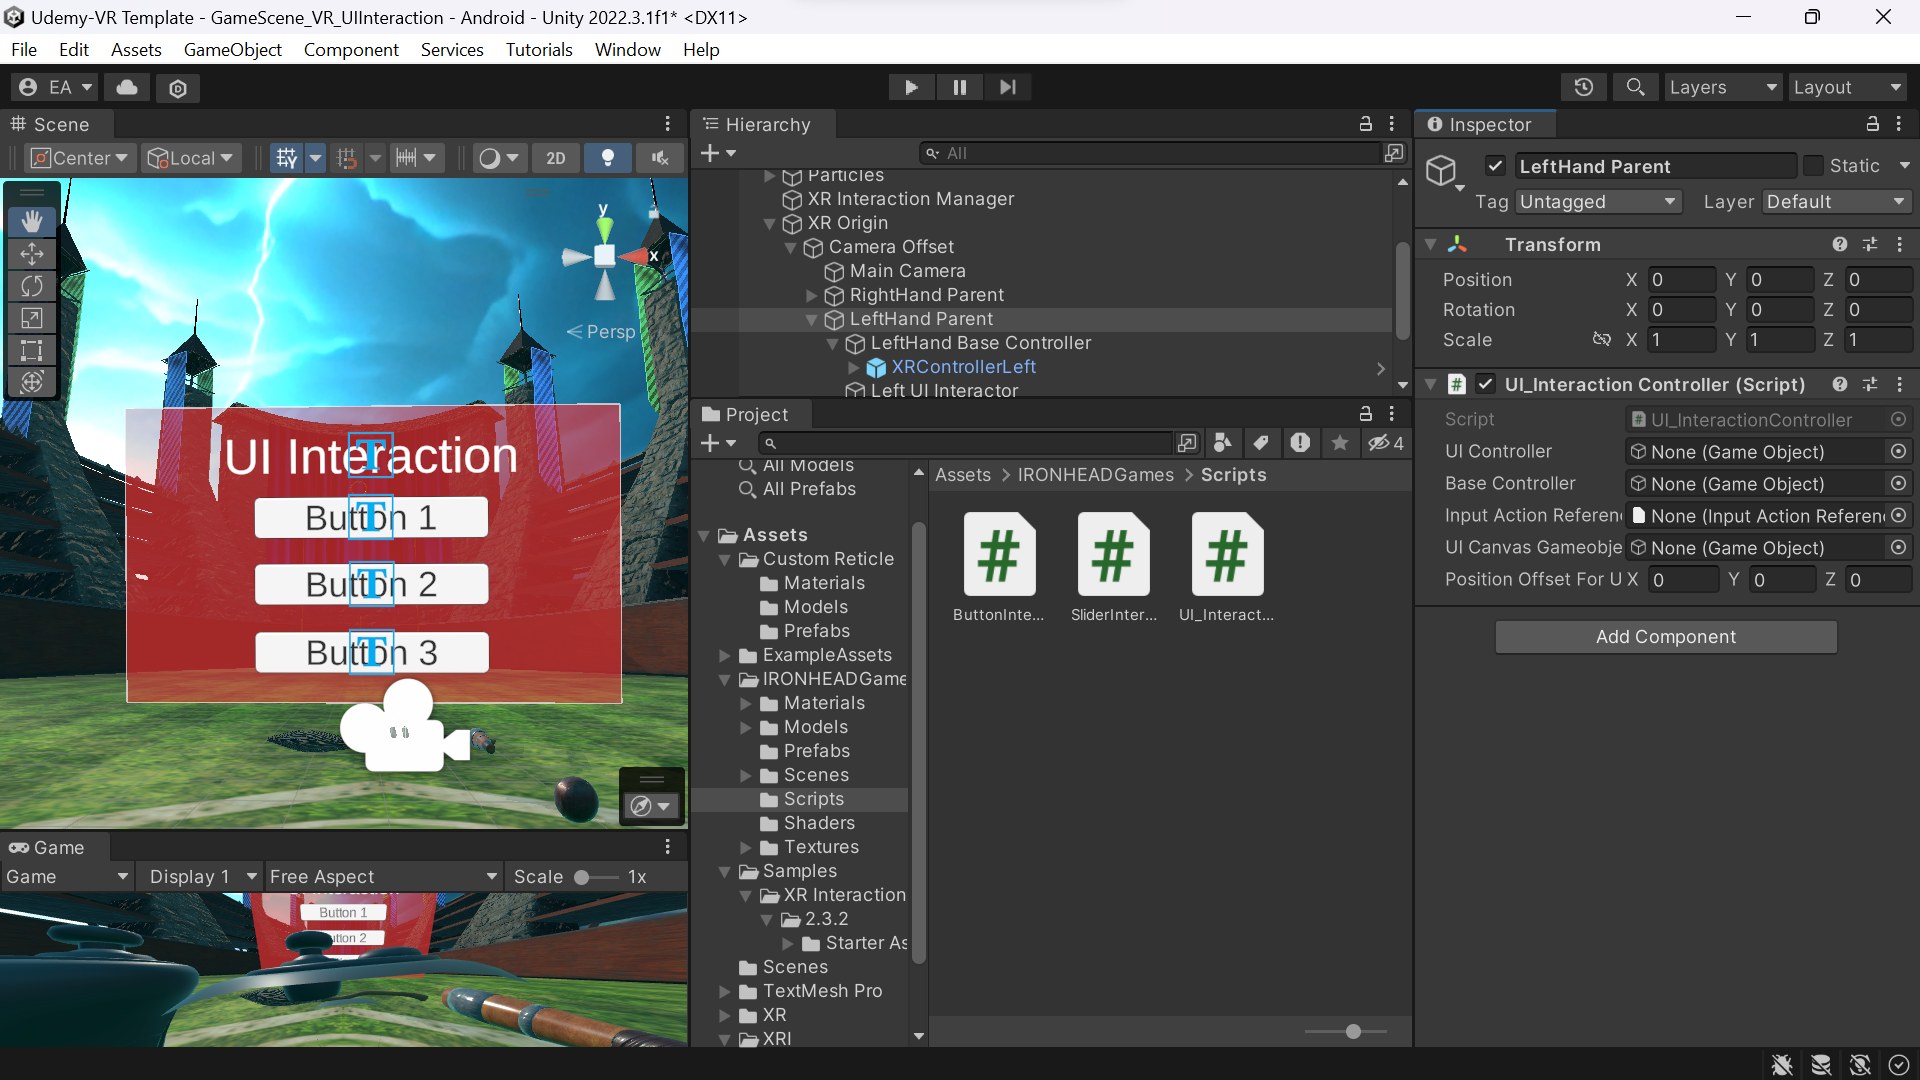 Udemy-VR Template - GameScene_VR_UIInteraction - Android - Unity 2022.3.1f1* <DX11>
File Edit Assets GameObject Component Services Tutorials Window Help
EA
Layers
Layout
Scene
Center
Local
2D
y
x
Persp
UI Interaction
Button 1
Button 2
Button 3
Game
Game
Display 1
Free Aspect
Scale
1x
Button 1
Hierarchy
All
Particles
XR Interaction Manager
XR Origin
Camera Offset
Main Camera
RightHand Parent
LeftHand Parent
LeftHand Base Controller
XRControllerLeft
Left UI Interactor
Project
4
All Models
All Prefabs
Assets
Custom Reticle
Materials
Models
Prefabs
ExampleAssets
IRONHEADGame
Materials
Models
Prefabs
Scenes
Scripts
Shaders
Textures
Samples
XR Interaction
2.3.2
Starter As
Scenes
TextMesh Pro
XR
XRI
Assets > IRONHEADGames > Scripts
ButtonInte...
SliderInter...
UI_Interact...
Inspector
LeftHand Parent
Static
Tag Untagged
Layer Default
Transform
Position X 0 Y 0 Z 0
Rotation X 0 Y 0 Z 0
Scale X 1 Y 1 Z 1
UI_Interaction Controller (Script)
Script UI_InteractionController
UI Controller None (Game Object)
Base Controller None (Game Object)
Input Action Referen None (Input Action Referen
UI Canvas Gameobje None (Game Object)
Position Offset For U X 0 Y 0 Z 0
Add Component